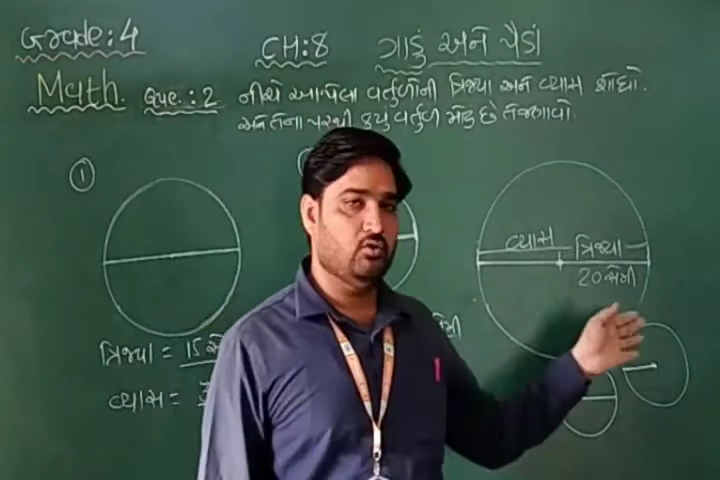 Grade : 4
CH : 8 ગાડું અને પૈડાં
Math. Que. : 2 નીચે આપેલા વર્તુળોની ત્રિજ્યા અને વ્યાસ શોધો.
અને તેના પરથી કયું વર્તુળ મોટું છે તે જણાવો.
1
વ્યાસ ત્રિજ્યા
20 સેમી
ત્રિજ્યા = 15
વ્યાસ =